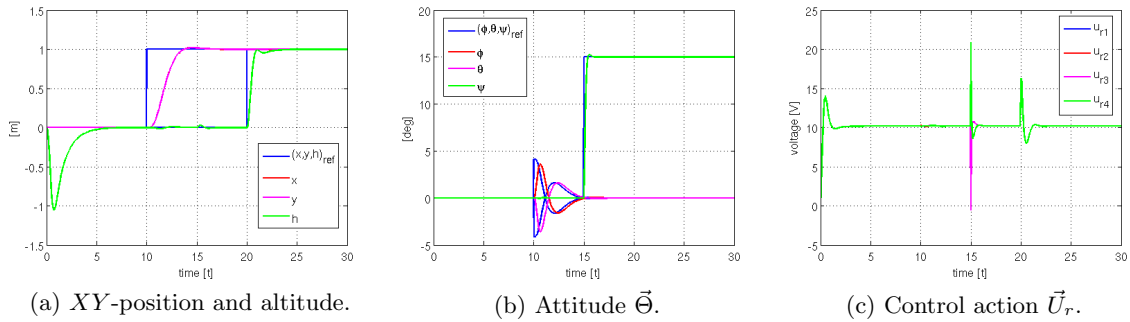 1.5
1
0.5
0
-0.5
-1
-1.5
[m]
0 5 10 15 20 25 30
time [t]
(x,y,h)ref
x
y
h
(a) XY-position and altitude.
20
15
10
5
0
-5
[deg]
0 5 10 15 20 25 30
time [t]
(ϕ,θ,ψ)ref
ϕ
θ
ψ
(b) Attitude Θ⃗.
25
20
15
10
5
0
-5
voltage [V]
0 5 10 15 20 25 30
time [t]
ur1
ur2
ur3
ur4
(c) Control action U⃗r.